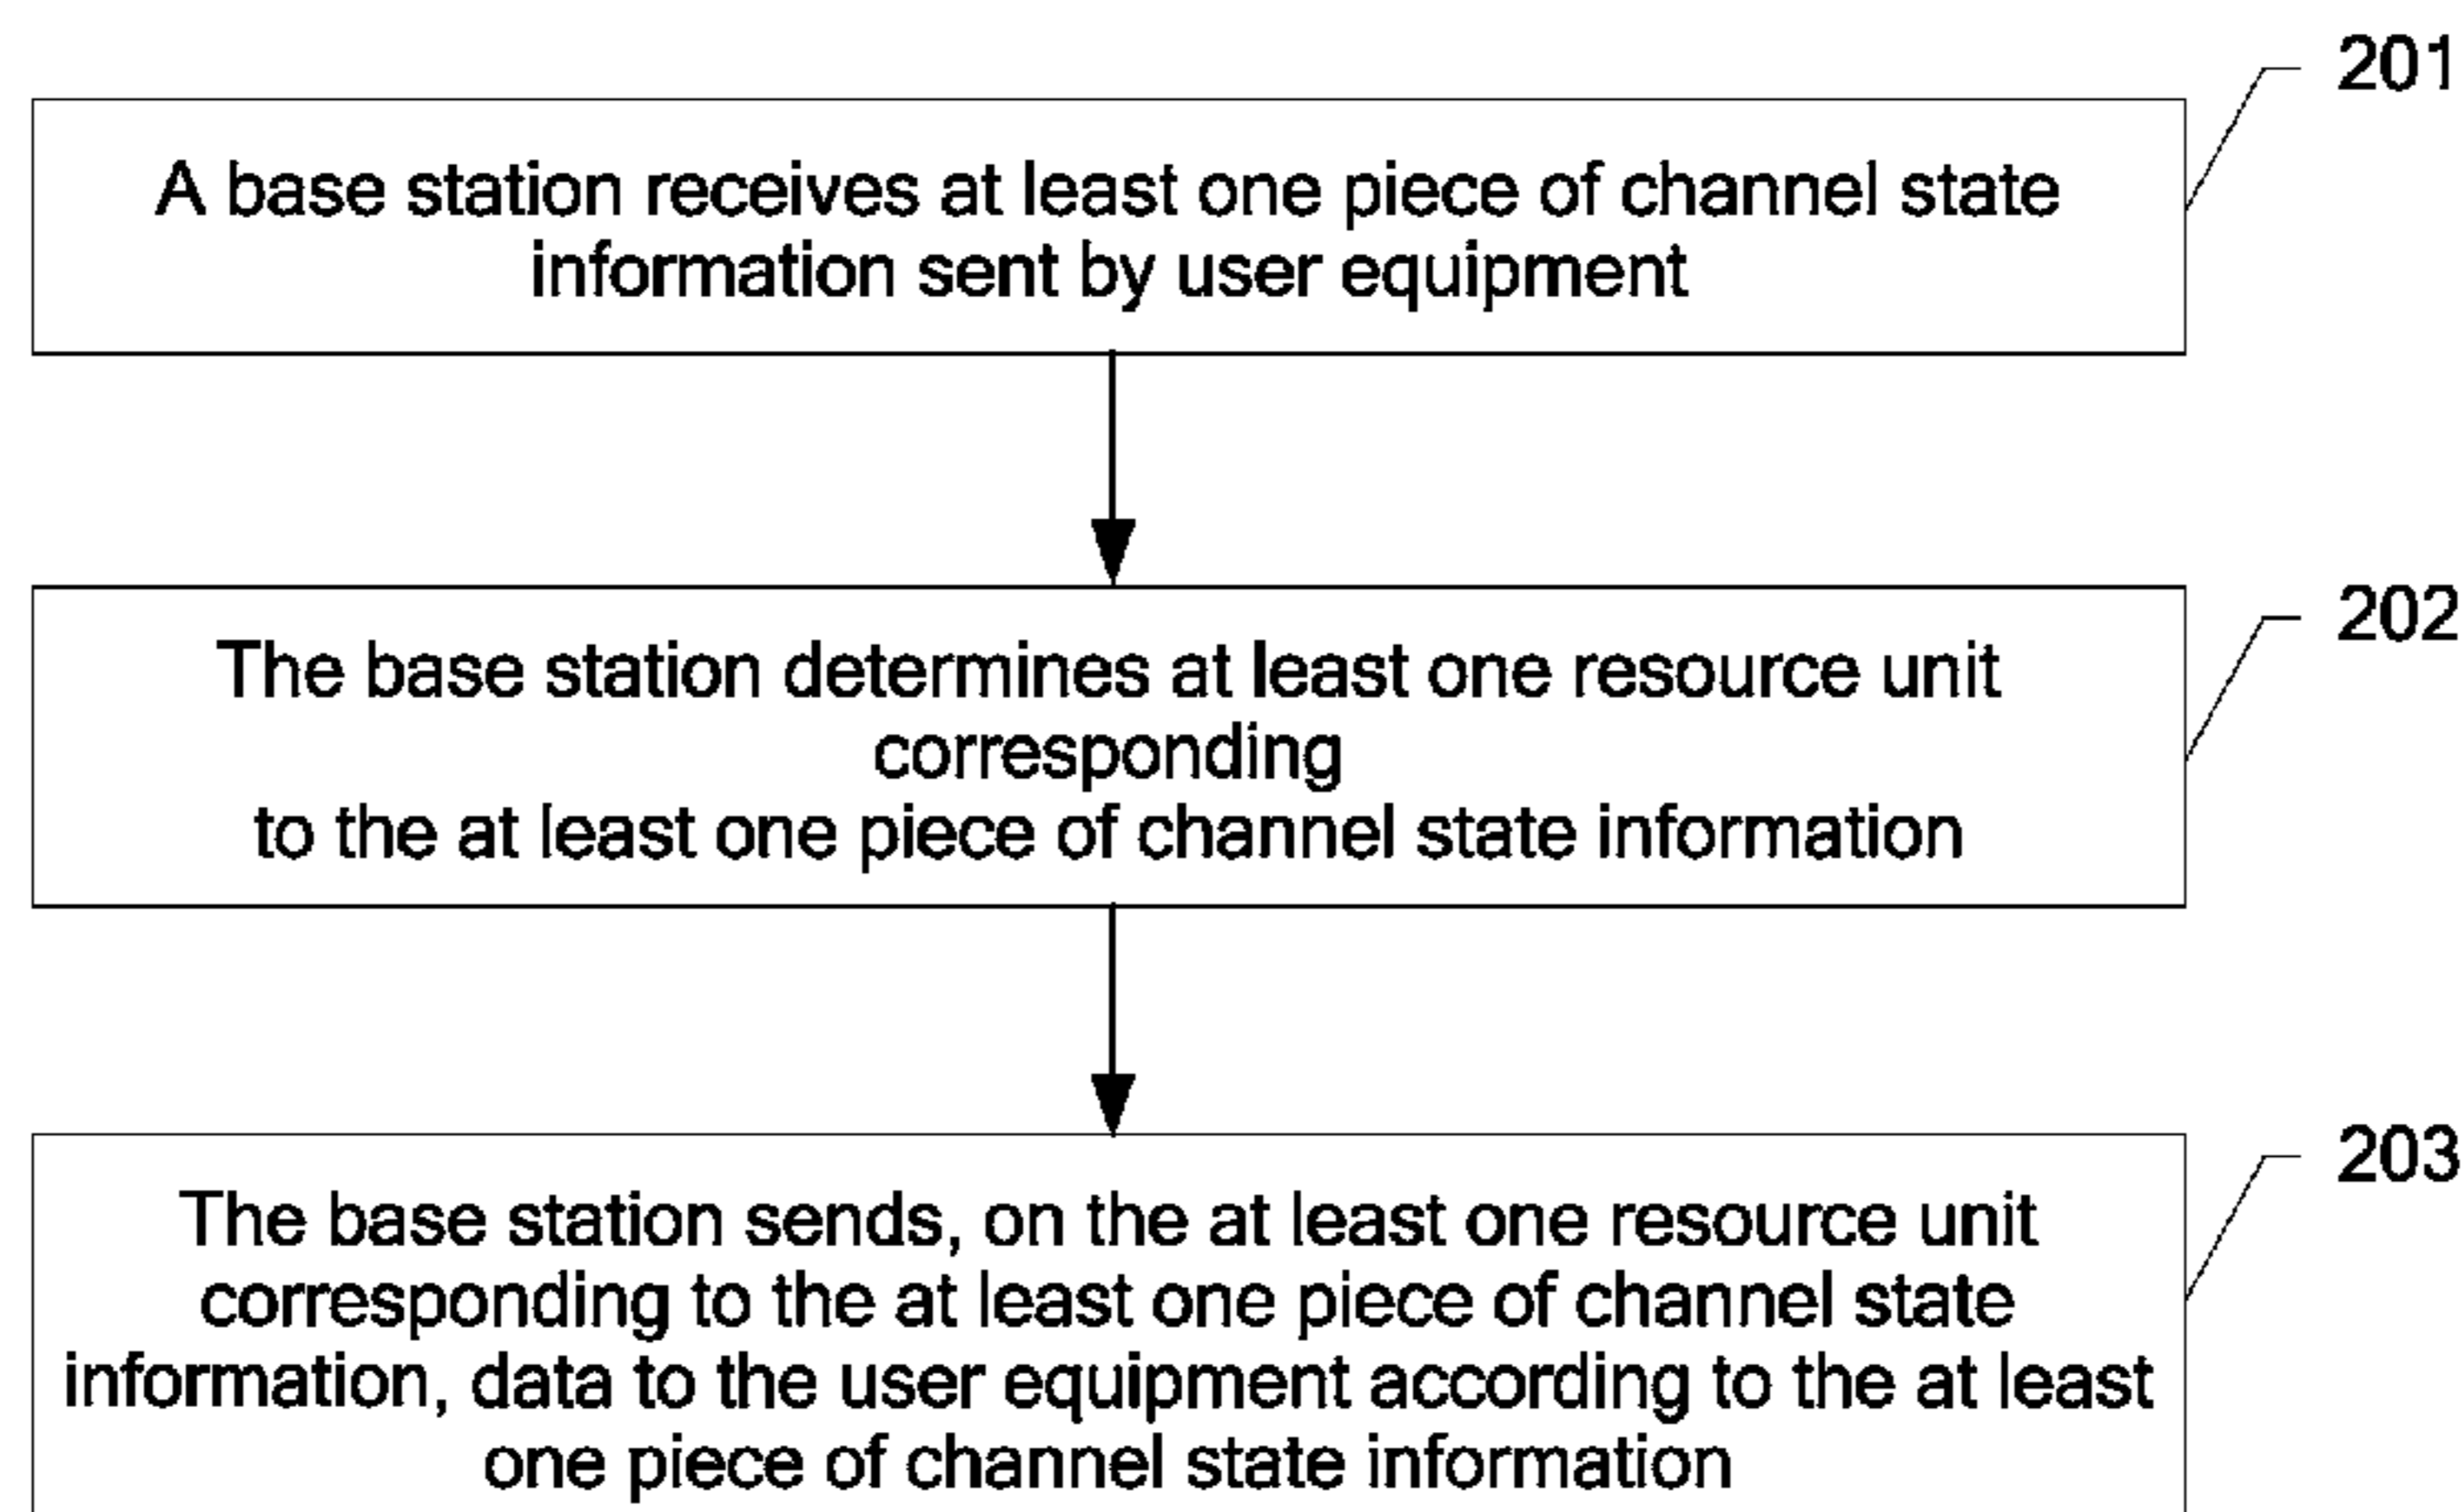 201
A base station receives at least one piece of channel state
information sent by user equipment
202
The base station determines at least one resource unit
corresponding
to the at least one piece of channel state information
203
The base station sends, on the at least one resource unit
corresponding to the at least one piece of channel state
information, data to the user equipment according to the at least
one piece of channel state information